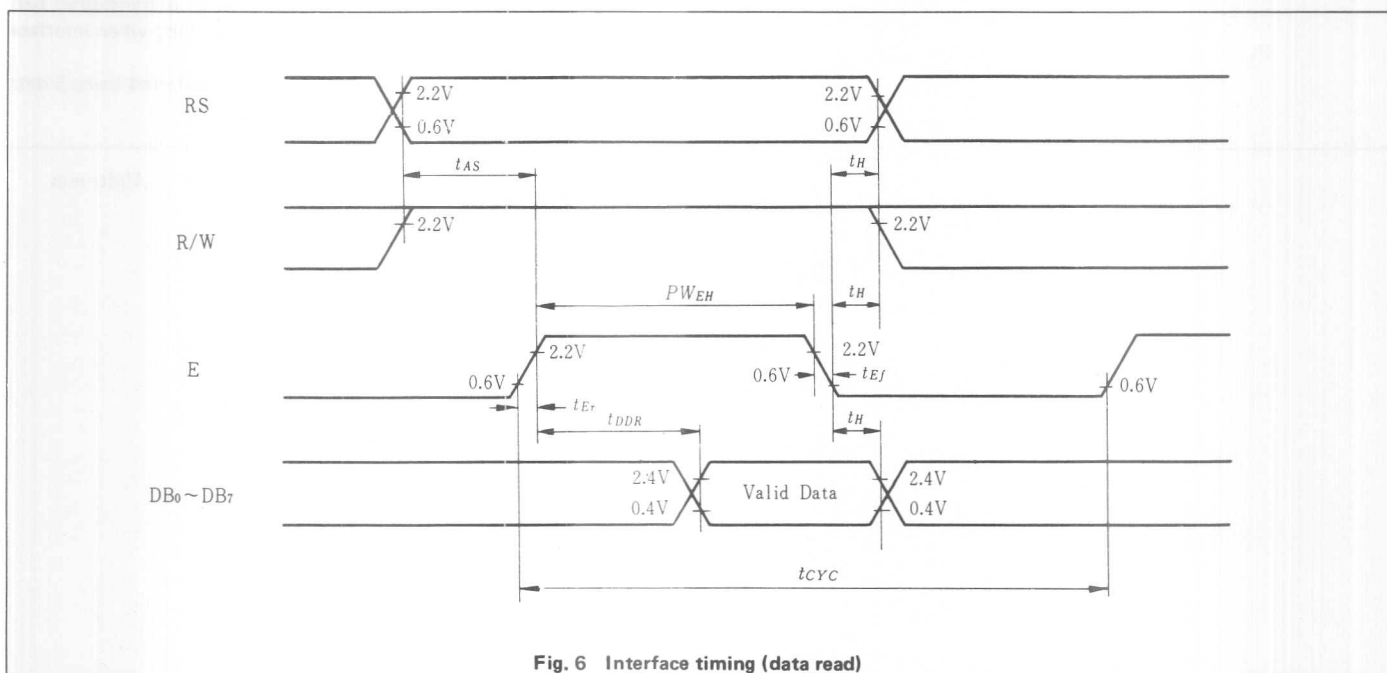 RS
2.2V 2.2V
0.6V 0.6V
tAS tH
R/W
2.2V 2.2V
PWEH tH
E
2.2V 2.2V
0.6V 0.6V tEf 0.6V
tEr tDDR tH
DB0~DB7
2.4V Valid Data 2.4V
0.4V 0.4V
tCYC
Fig. 6 Interface timing (data read)